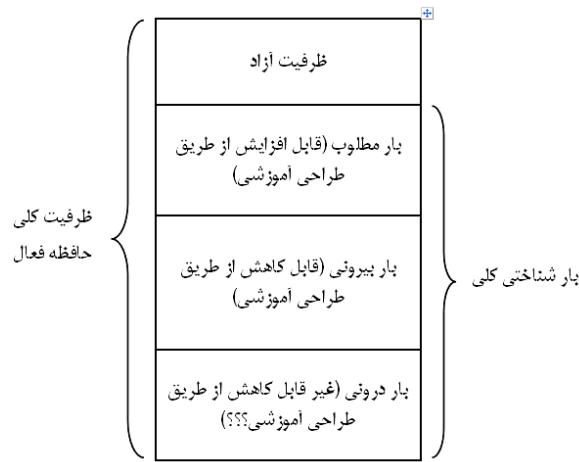 ظرفیت آزاد
بار مطلوب (قابل افزایش از طریق
طراحی آموزشی)
بار بیرونی (قابل کاهش از طریق
طراحی آموزشی)
بار درونی (غیر قابل کاهش از طریق
طراحی آموزشی؟؟؟)
بار شناختی کلی
ظرفیت کلی
حافظه فعال